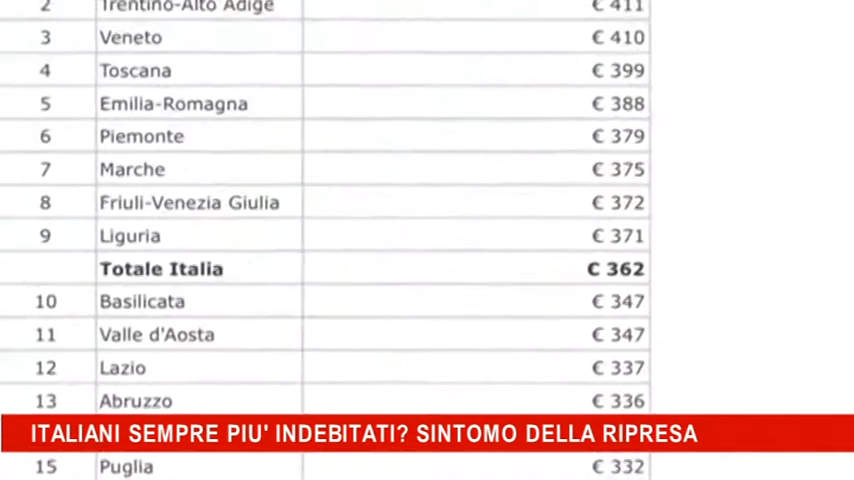 2 Trentino-Alto Adige € 411
3 Veneto € 410
4 Toscana € 399
5 Emilia-Romagna € 388
6 Piemonte € 379
7 Marche € 375
8 Friuli-Venezia Giulia € 372
9 Liguria € 371
Totale Italia € 362
10 Basilicata € 347
11 Valle d'Aosta € 347
12 Lazio € 337
13 Abruzzo € 336
ITALIANI SEMPRE PIU' INDEBITATI? SINTOMO DELLA RIPRESA
15 Puglia € 332